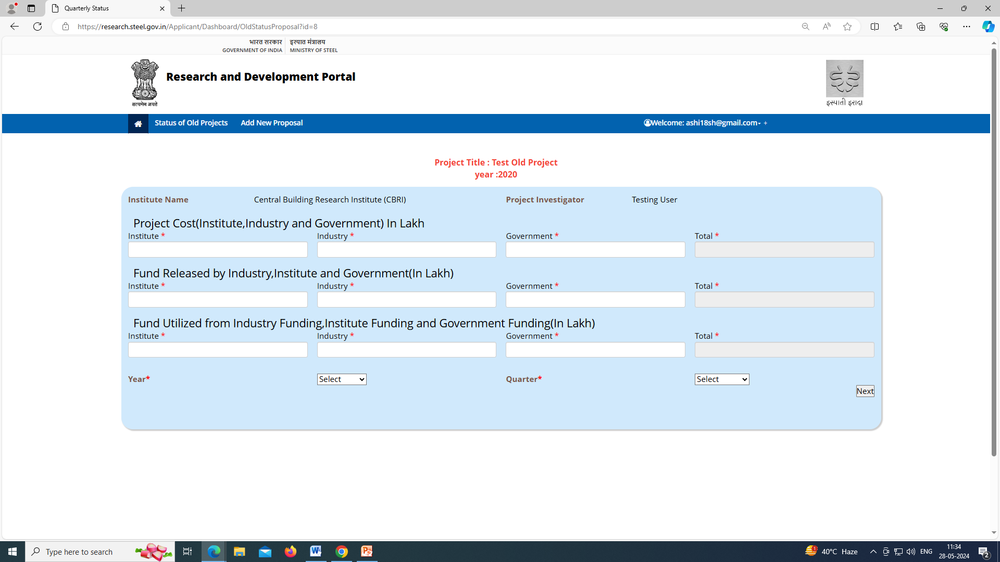 Quarterly Status
https://research.steel.gov.in/Applicant/Dashboard/OldStatusProposal?id=8
भारत सरकार इस्पात मंत्रालय
GOVERNMENT OF INDIA MINISTRY OF STEEL
सत्यमेव जयते
Research and Development Portal
इस्पाती इरादा
Status of Old Projects Add New Proposal Welcome: ashi18sh@gmail.com +
Project Title : Test Old Project
year :2020
Institute Name Central Building Research Institute (CBRI) Project Investigator Testing User
Project Cost(Institute,Industry and Government) In Lakh
Institute * Industry * Government * Total *
Fund Released by Industry,Institute and Government(In Lakh)
Institute * Industry * Government * Total *
Fund Utilized from Industry Funding,Institute Funding and Government Funding(In Lakh)
Institute * Industry * Government * Total *
Year* Select Quarter* Select
Next
Type here to search
40°C Haze ENG
11:34
28-05-2024
2